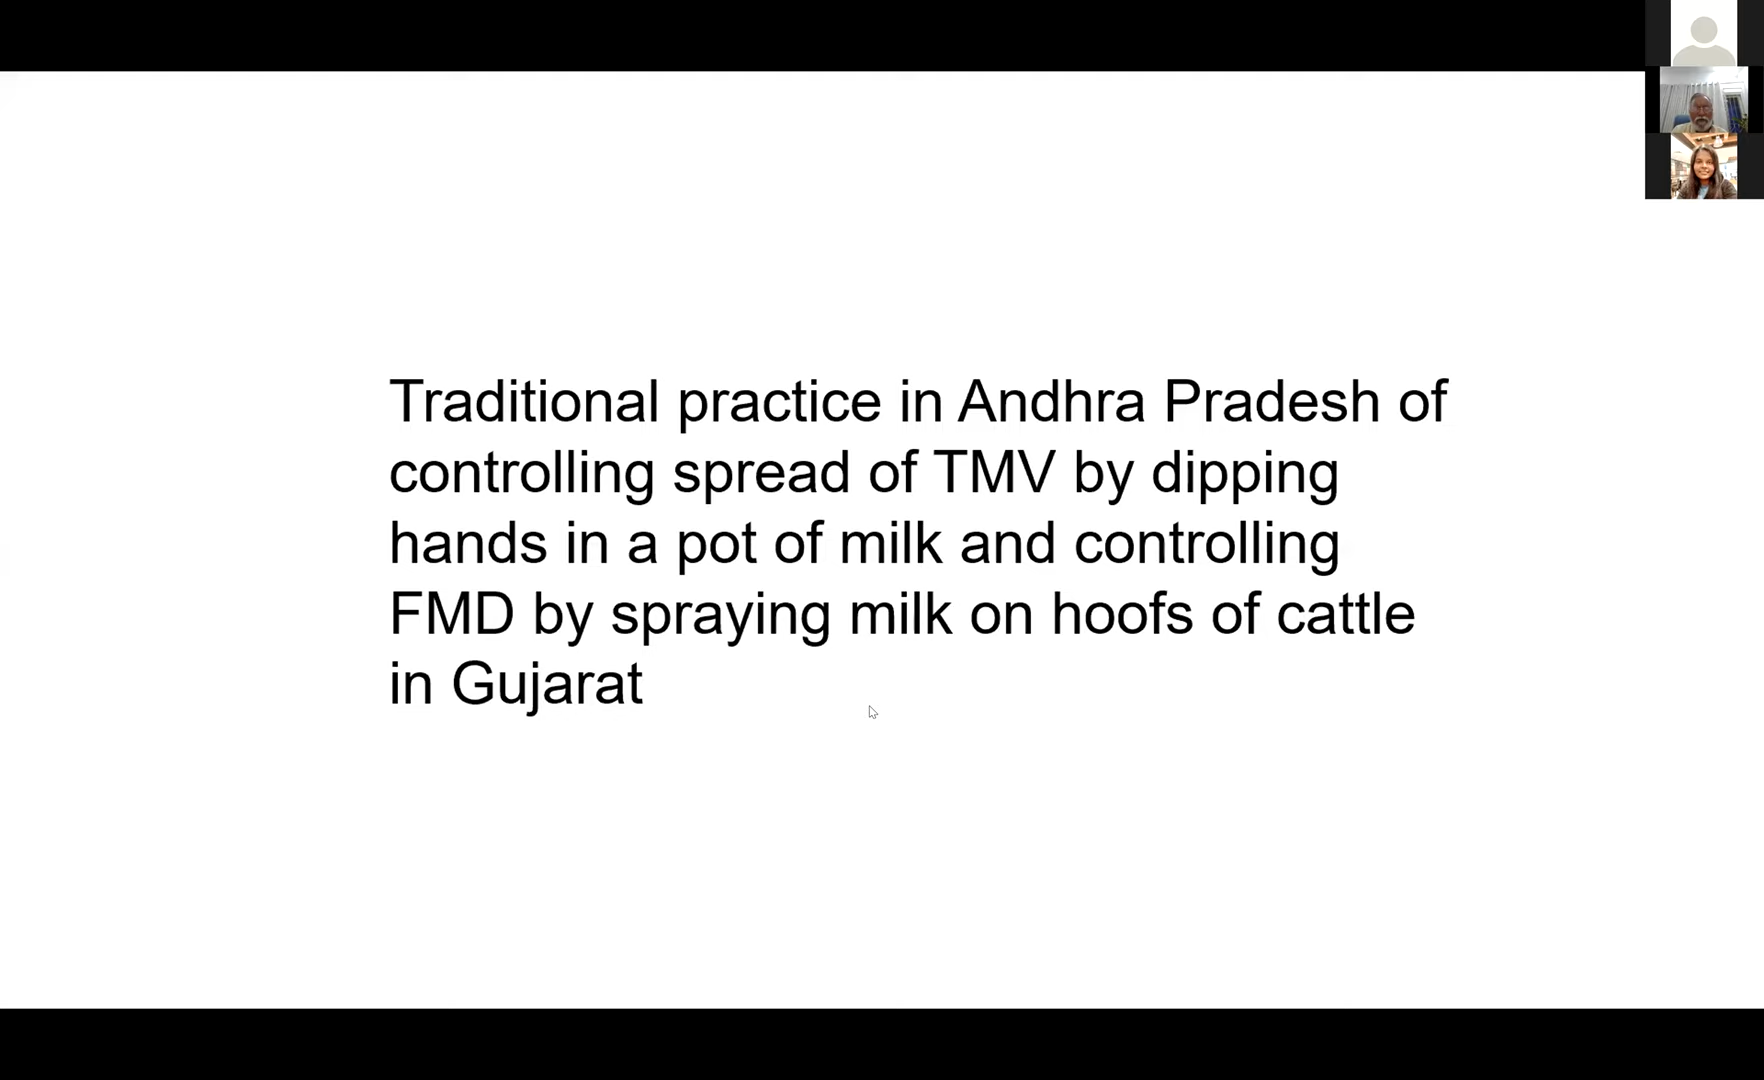 Traditional practice in Andhra Pradesh of
controlling spread of TMV by dipping
hands in a pot of milk and controlling
FMD by spraying milk on hoofs of cattle
in Gujarat